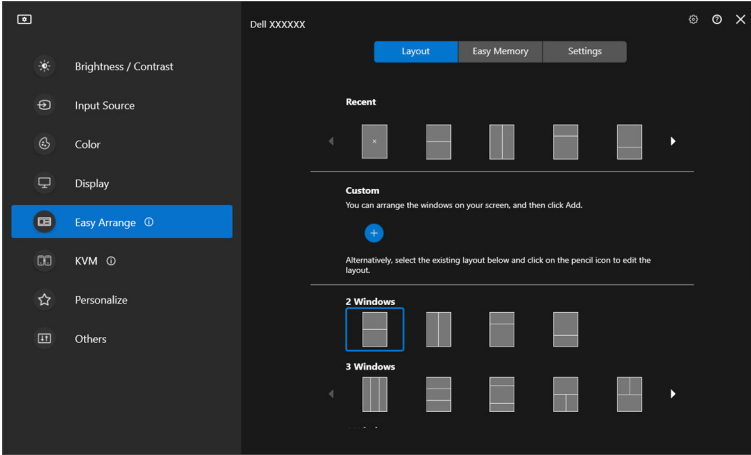 Dell XXXXXX
Layout
Easy Memory
Settings
Brightness / Contrast
Input Source
Color
Display
Easy Arrange
KVM
Personalize
Others
Recent
Custom
You can arrange the windows on your screen, and then click Add.
Alternatively, select the existing layout below and click on the pencil icon to edit the
layout.
2 Windows
3 Windows